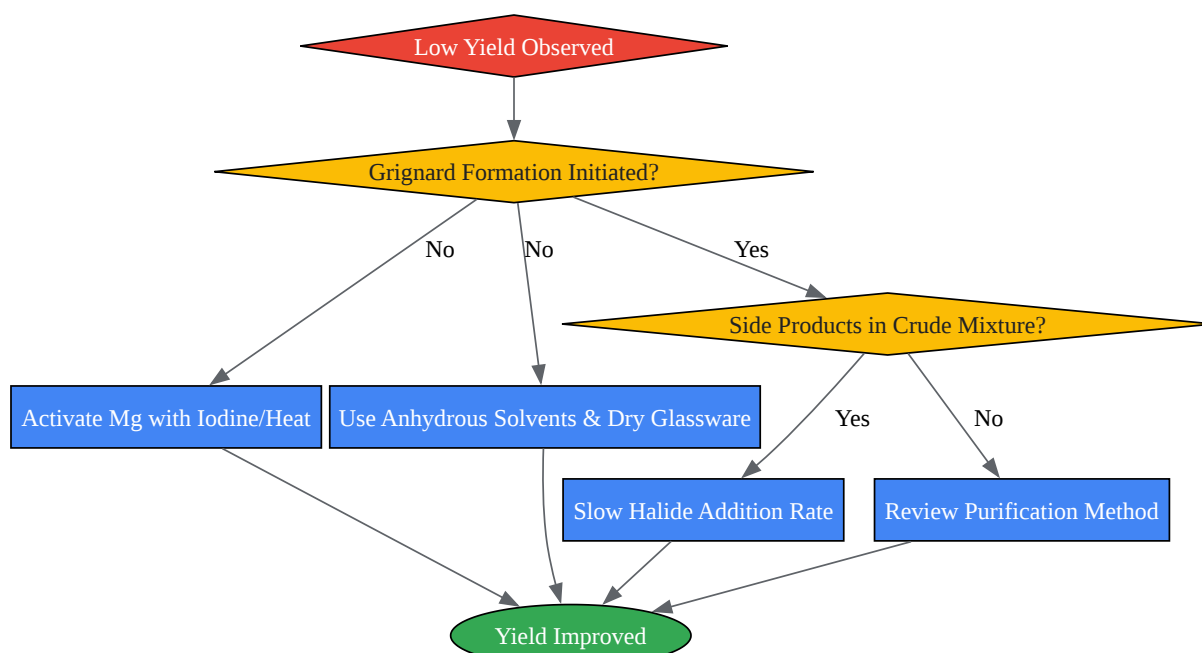 Low Yield Observed
Grignard Formation Initiated?
No
No
Yes
Side Products in Crude Mixture?
Activate Mg with Iodine/Heat
Use Anhydrous Solvents & Dry Glassware
Yes
No
Slow Halide Addition Rate
Review Purification Method
Yield Improved